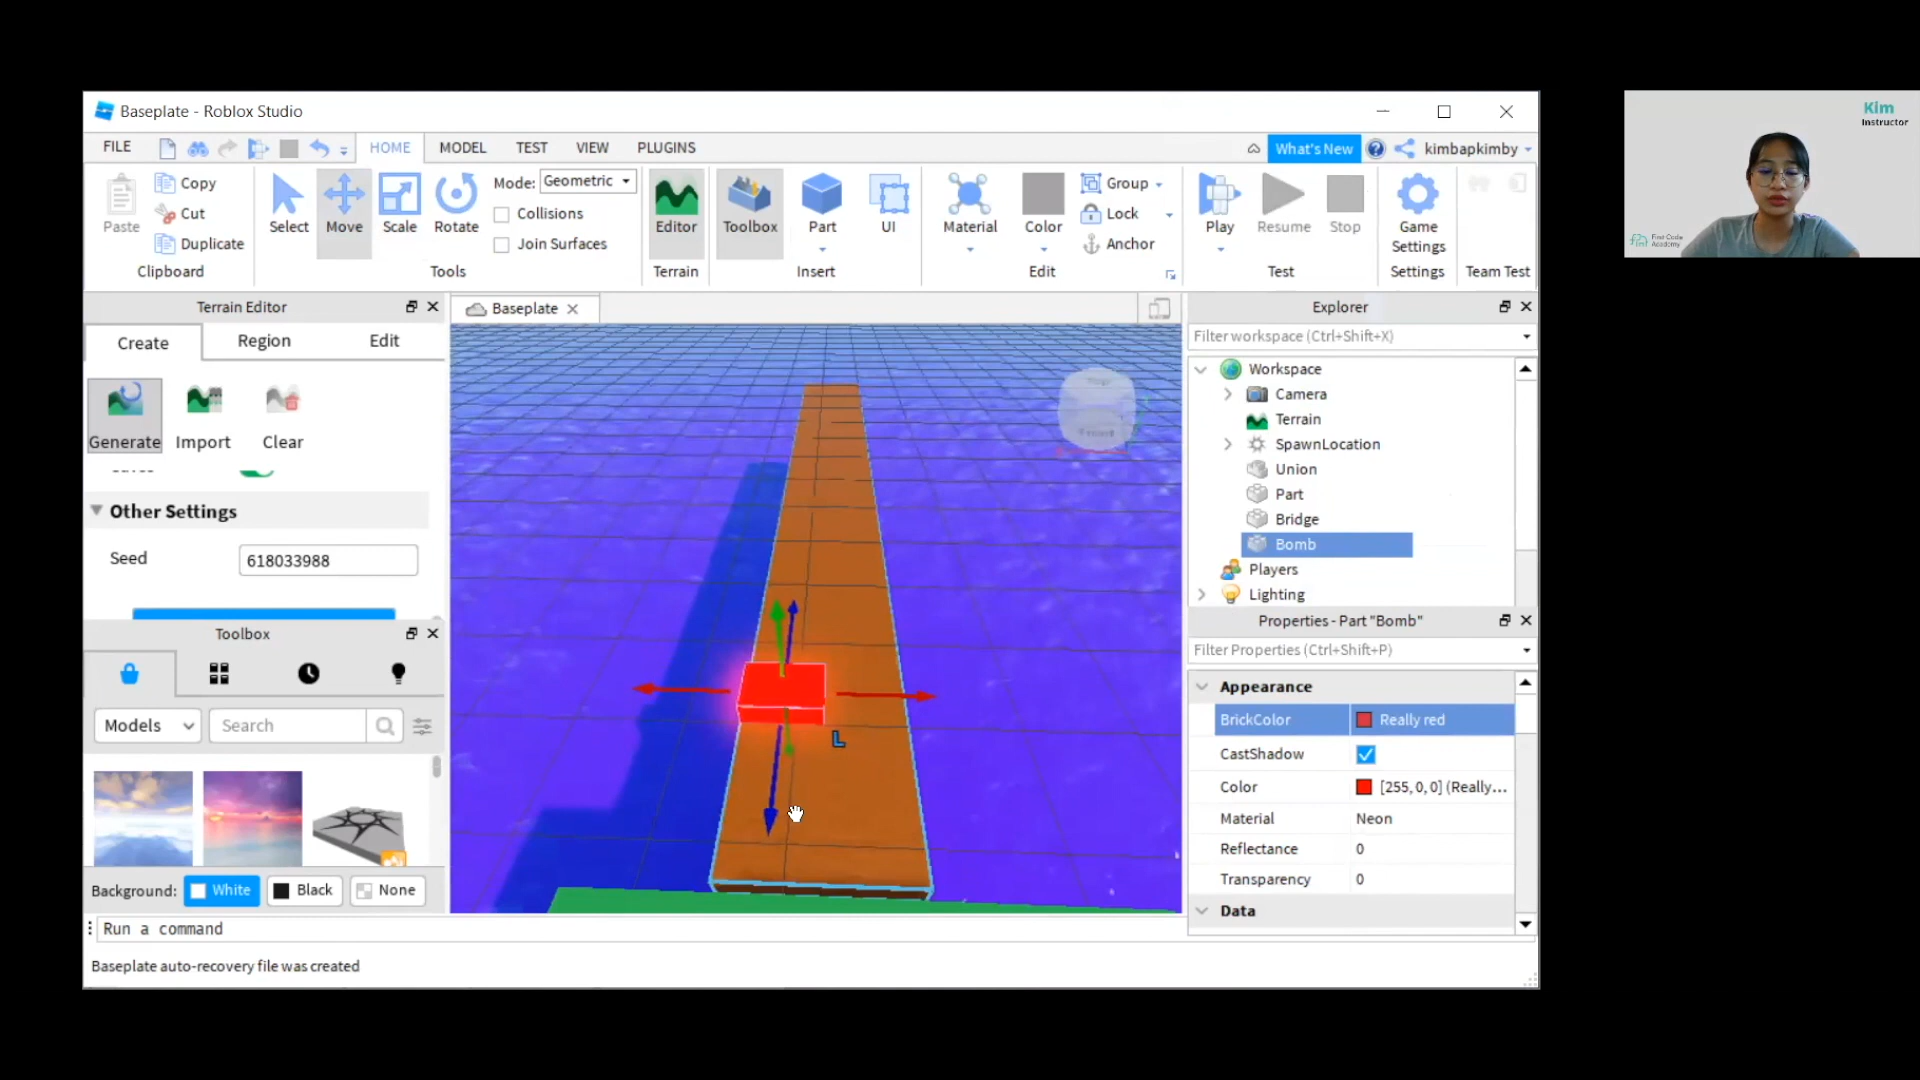 Baseplate - Roblox Studio
FILE HOME MODEL TEST VIEW PLUGINS What's New kimbapkimby
Paste Copy Cut Duplicate
Clipboard
Select Move Scale Rotate
Mode: Geometric
Collisions
Join Surfaces
Tools
Editor
Terrain
Toolbox Part UI
Insert
Material Color
Group
Lock
Anchor
Edit
Play Resume Stop
Test
Game Settings
Settings
Team Test
Terrain Editor
Create Region Edit
Generate Import Clear
Other Settings
Seed 618033988
Toolbox
Models Search
Background: White Black None
Baseplate
L
Explorer
Filter workspace (Ctrl+Shift+X)
Workspace
Camera
Terrain
SpawnLocation
Union
Part
Bridge
Bomb
Players
Lighting
Properties - Part "Bomb"
Filter Properties (Ctrl+Shift+P)
Appearance
BrickColor Really red
CastShadow
Color [255, 0, 0] (Really...
Material Neon
Reflectance 0
Transparency 0
Data
Run a command
Baseplate auto-recovery file was created
Kim
Instructor
First Code
Academy